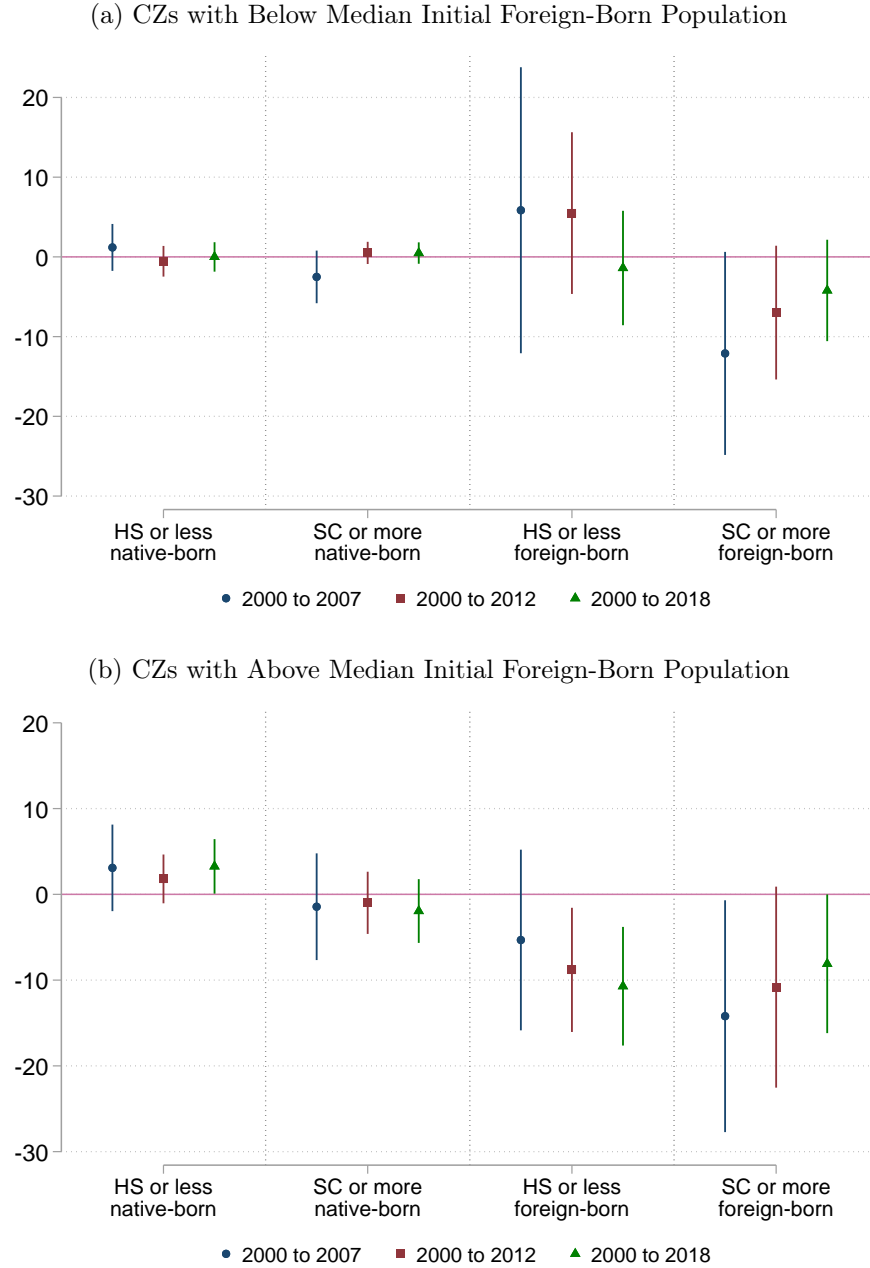 (a) CZs with Below Median Initial Foreign-Born Population
20
10
0
-10
-20
-30
HS or less
native-born
SC or more
native-born
HS or less
foreign-born
SC or more
foreign-born
2000 to 2007 2000 to 2012 2000 to 2018
(b) CZs with Above Median Initial Foreign-Born Population
20
10
0
-10
-20
-30
HS or less
native-born
SC or more
native-born
HS or less
foreign-born
SC or more
foreign-born
2000 to 2007 2000 to 2012 2000 to 2018